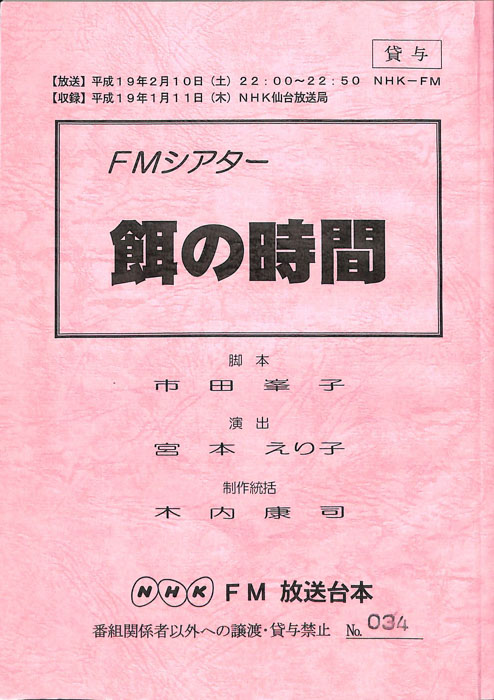 貸与
【放送】平成19年2月10日（土）22：00～22：50 NHK－FM
【収録】平成19年1月11日（木）NHK仙台放送局
FMシアター
餌の時間
脚本
市田峯子
演出
宮本えり子
制作統括
木内康司
NHK FM 放送台本
番組関係者以外への譲渡・貸与禁止 No. 034